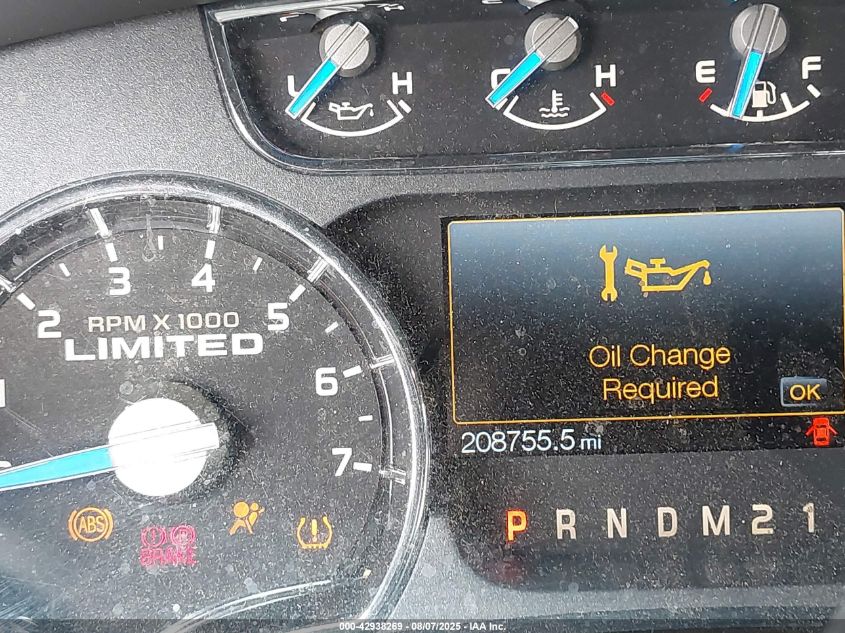 L H
C H
E F
1 2 3 4 5 6 7
RPM X 1000
LIMITED
Oil Change
Required
OK
208755.5 mi
ABS
BRAKE
P R N D M 2 1
000-42938269 - 08/07/2025 - IAA Inc.